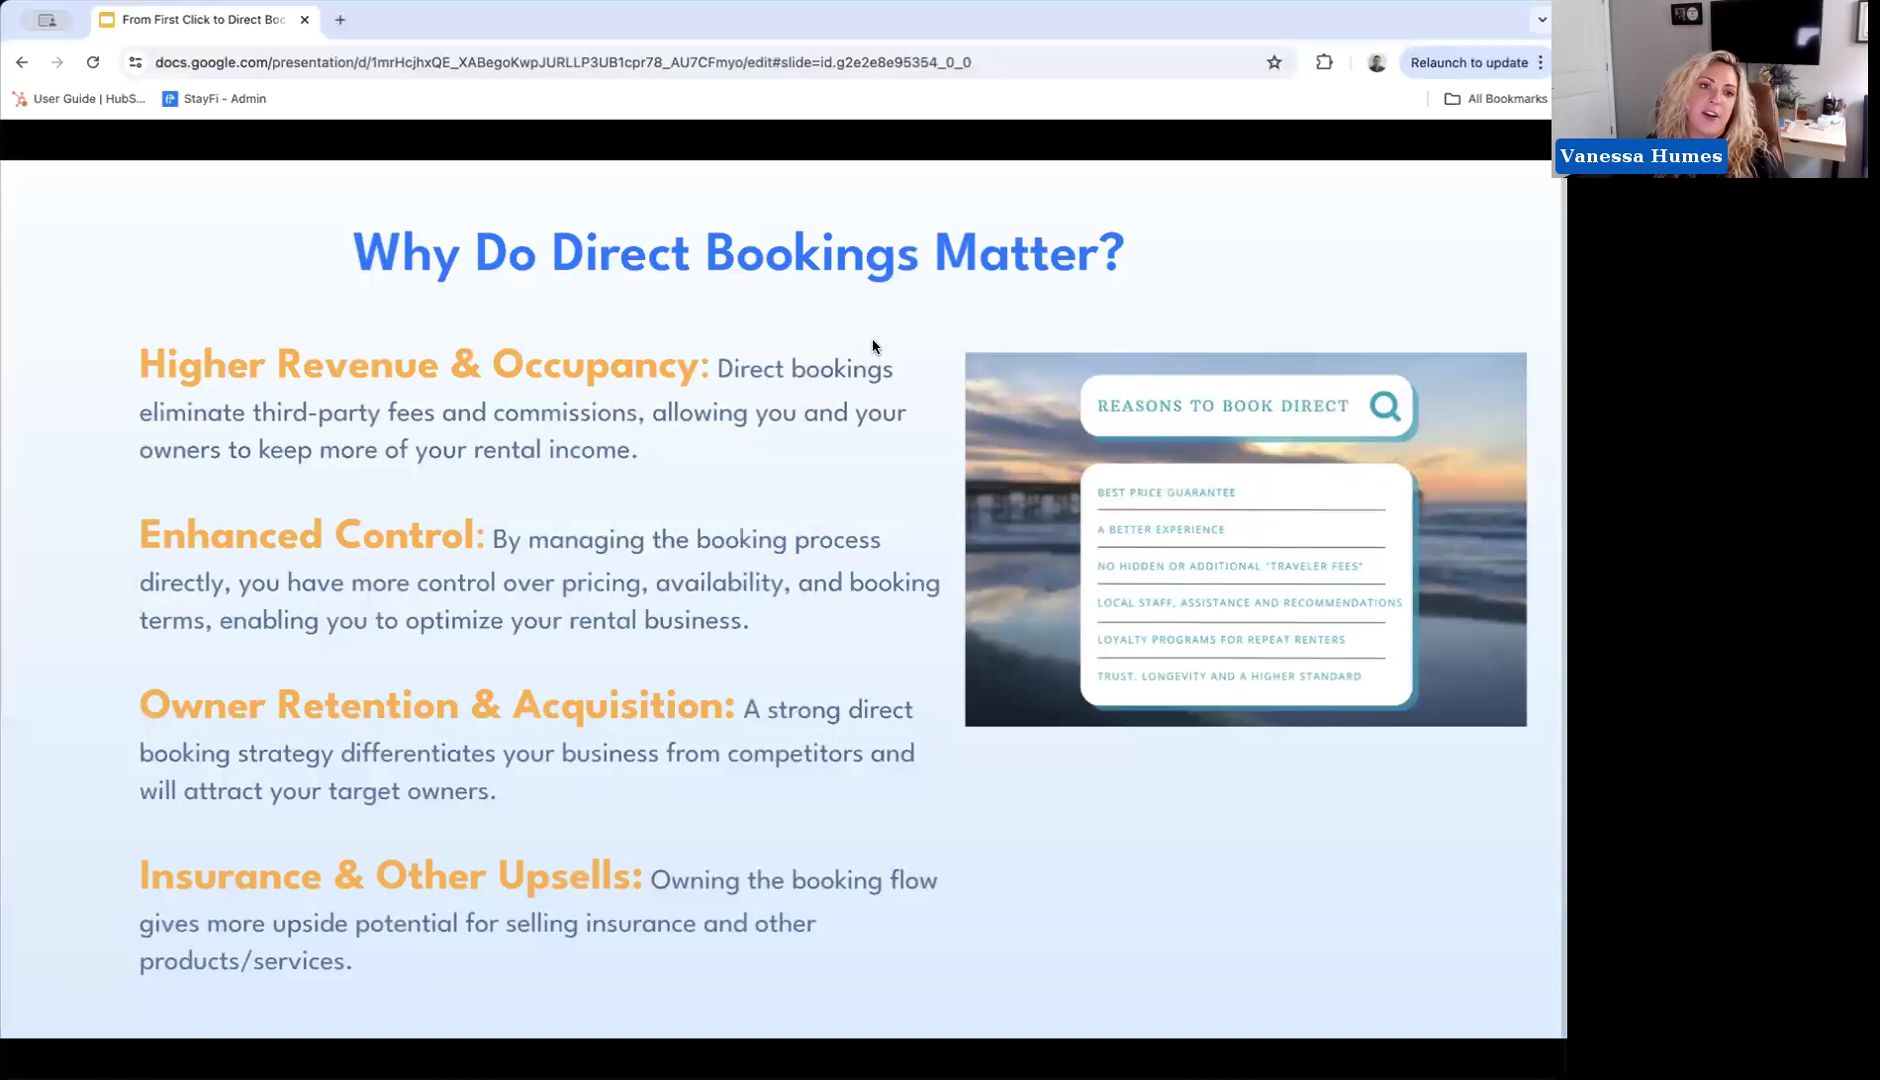 From First Click to Direct Boo
docs.google.com/presentation/d/1mrHcjhxQE_XABegoKwpJURLLP3UB1cpr78_AU7CFmyo/edit#slide=id.g2e2e8e95354_0_0
Relaunch to update
User Guide | HubS...
StayFi - Admin
All Bookmarks
Vanessa Humes
Why Do Direct Bookings Matter?
Higher Revenue & Occupancy: Direct bookings
eliminate third-party fees and commissions, allowing you and your
owners to keep more of your rental income.
Enhanced Control: By managing the booking process
directly, you have more control over pricing, availability, and booking
terms, enabling you to optimize your rental business.
Owner Retention & Acquisition: A strong direct
booking strategy differentiates your business from competitors and
will attract your target owners.
Insurance & Other Upsells: Owning the booking flow
gives more upside potential for selling insurance and other
products/services.
REASONS TO BOOK DIRECT
BEST PRICE GUARANTEE
A BETTER EXPERIENCE
NO HIDDEN OR ADDITIONAL "TRAVELER FEES"
LOCAL STAFF, ASSISTANCE AND RECOMMENDATIONS
LOYALTY PROGRAMS FOR REPEAT RENTERS
TRUST, LONGEVITY AND A HIGHER STANDARD